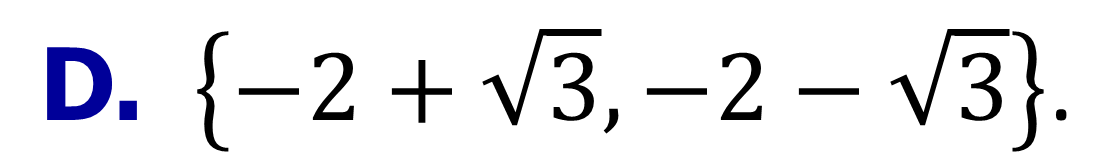 D. {−2 + √3, −2 − √3}.